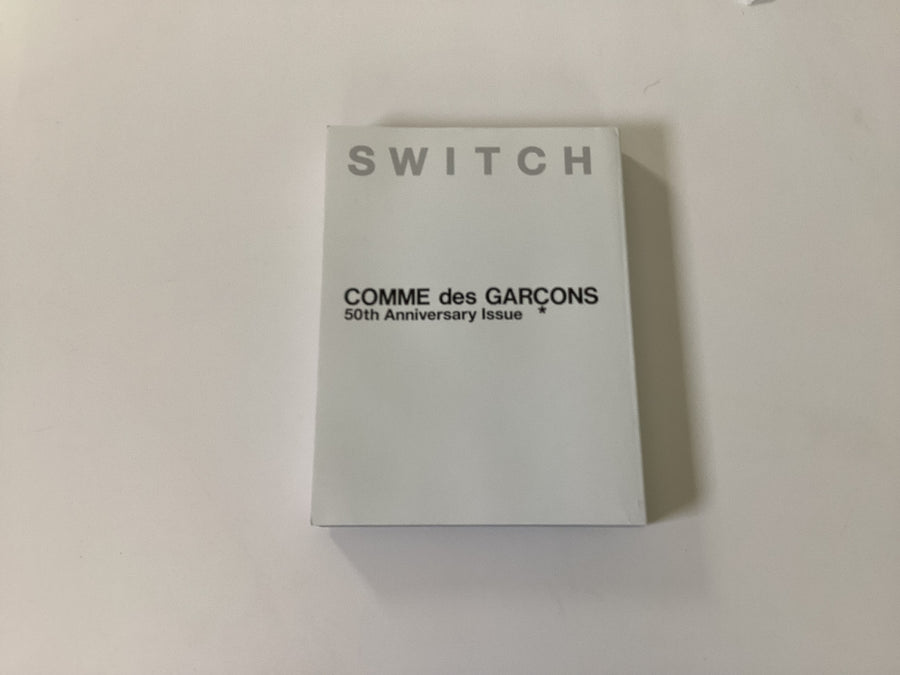 SWITCH
COMME des GARÇONS
50th Anniversary Issue *